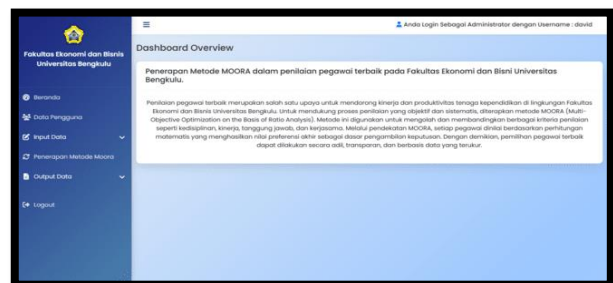 Fakultas Ekonomi dan Bisnis
Universitas Bengkulu
Beranda
Data Pengguna
Input Data
Penerapan Metode Moora
Output Data
Logout
Anda Login Sebagai Administrator dengan Username : david
Dashboard Overview
Penerapan Metode MOORA dalam penilaian pegawai terbaik pada Fakultas Ekonomi dan Bisni Universitas
Bengkulu.
Penilaian pegawai terbaik merupakan salah satu upaya untuk mendorong kinerja dan produktivitas tenaga kependidikan di lingkungan Fakultas
Ekonomi dan Bisnis Universitas Bengkulu. Untuk mendukung proses penilaian yang objektif dan sistematis, diterapkan metode MOORA (Multi-
Objective Optimization on the Basis of Ratio Analysis). Metode ini digunakan untuk mengolah dan membandingkan berbagai kriteria penilaian
seperti kedisiplinan, kinerja, tanggung jawab, dan kerjasama. Melalui pendekatan MOORA, setiap pegawai dinilai berdasarkan perhitungan
matematis yang menghasilkan nilai preferensi akhir sebagai dasar pengambilan keputusan. Dengan demikian, pemilihan pegawai terbaik
dapat dilakukan secara adil, transparan, dan berbasis data yang terukur.